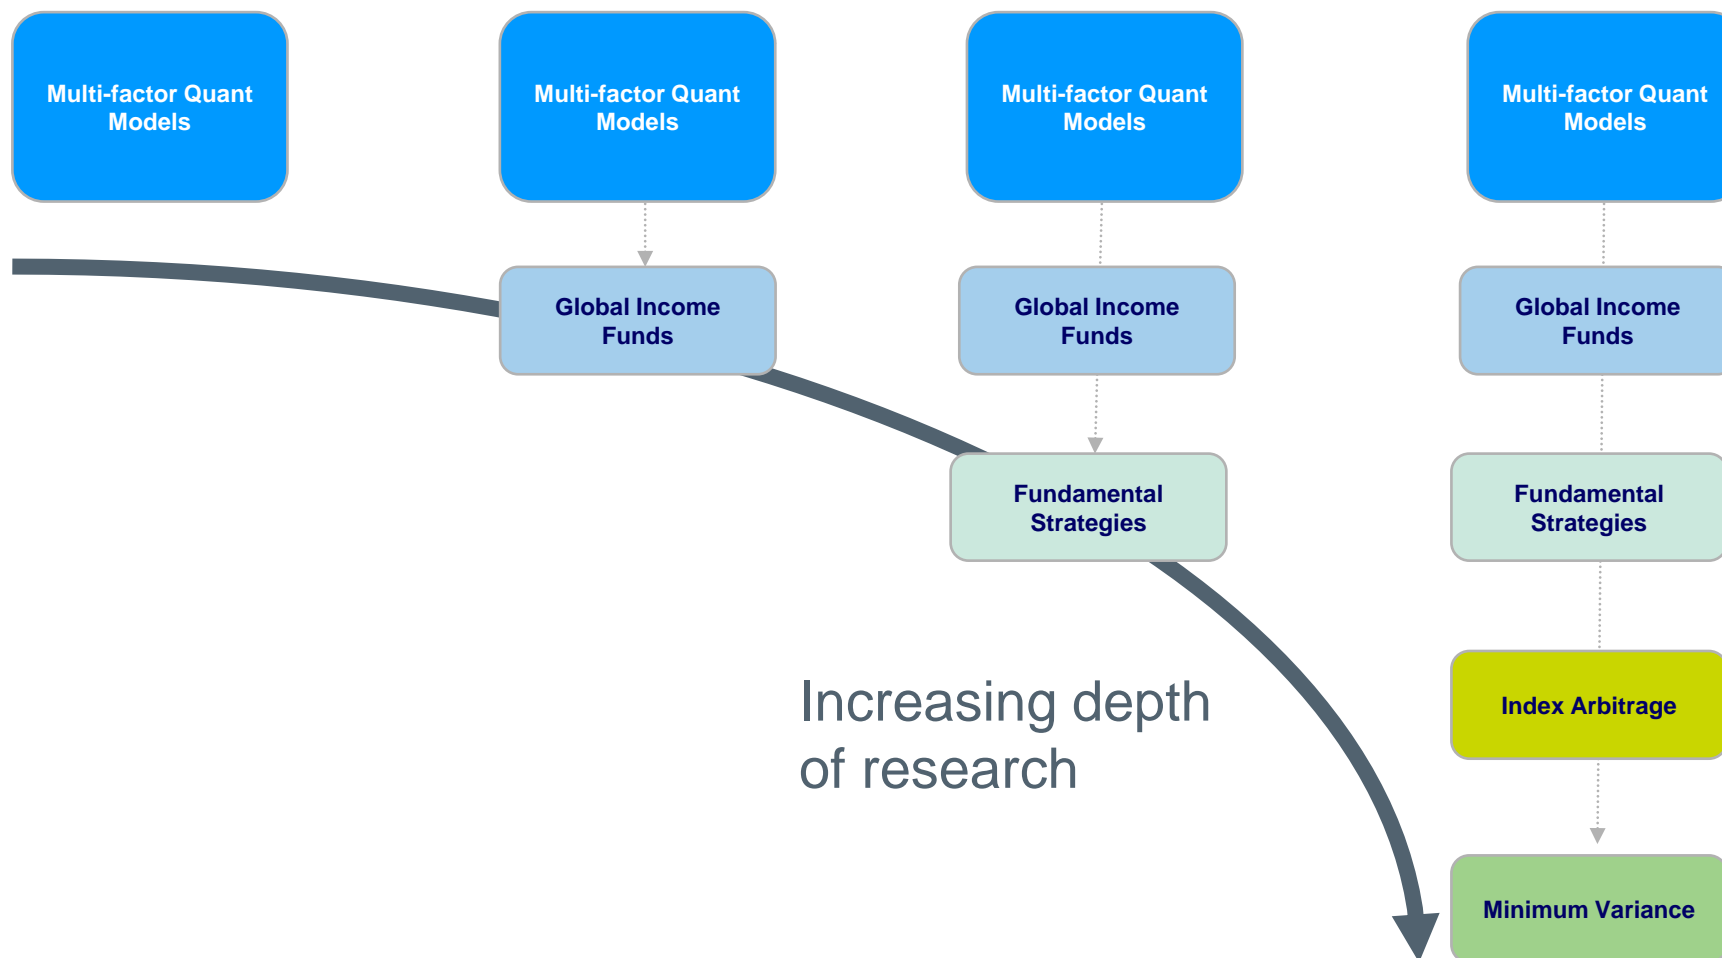 Multi-factor Quant
Models
Multi-factor Quant
Models
Multi-factor Quant
Models
Multi-factor Quant
Models
Global Income
Funds
Global Income
Funds
Global Income
Funds
Fundamental
Strategies
Fundamental
Strategies
Increasing depth
of research
Index Arbitrage
Minimum Variance